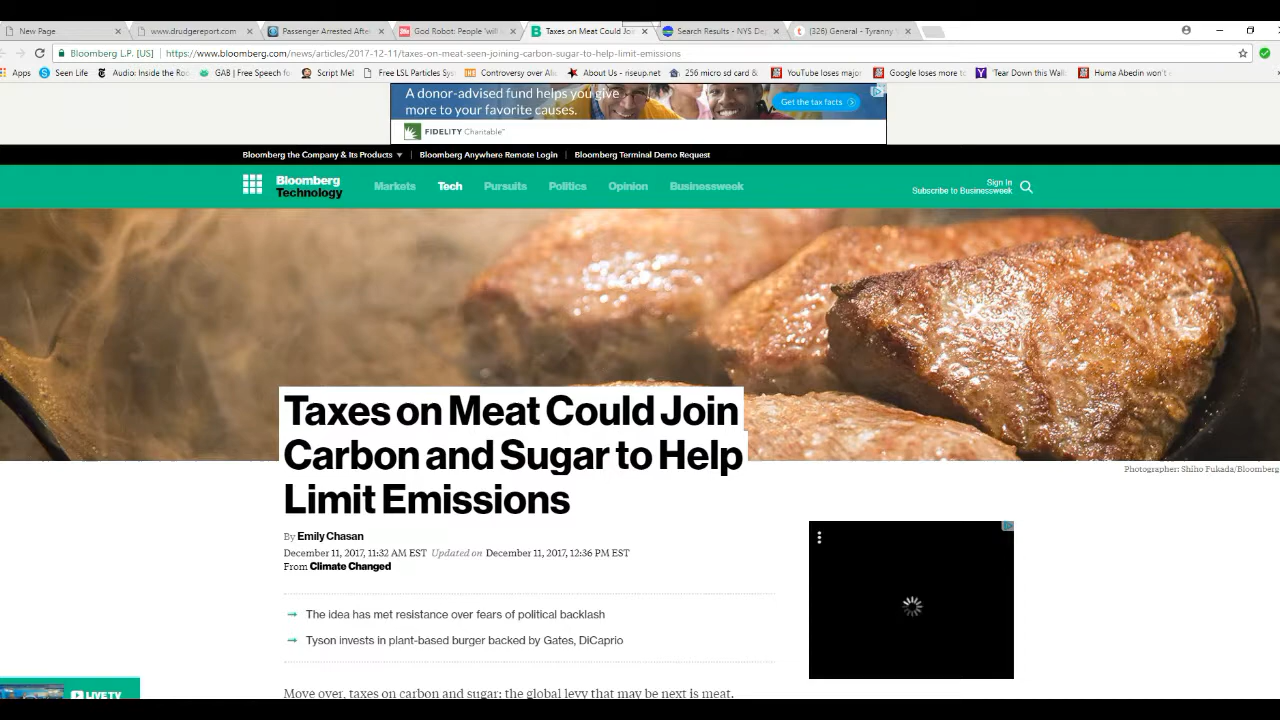 New Page
www.drudgereport.com
Passenger Arrested Afte
God Robot: People 'will
Taxes on Meat Could Joi
Search Results - NYS De
(326) General - Tyranny
Bloomberg L.P. [US] | https://www.bloomberg.com/news/articles/2017-12-11/taxes-on-meat-seen-joining-carbon-sugar-to-help-limit-emissions
Apps
Seen Life
Audio: Inside the Ro
GAB | Free Speech fo
Script Mel
Free LSL Particles Sys
Controversy over Al
About Us - riseup.net
256 micro sd card &
YouTube loses major
Google loses more t
'Tear Down this Wal
Huma Abedin won't
A donor-advised fund helps you give
more to your favorite causes.
Get the tax facts
FIDELITY Charitable
Bloomberg the Company & Its Products
Bloomberg Anywhere Remote Login
Bloomberg Terminal Demo Request
Bloomberg
Technology
Markets
Tech
Pursuits
Politics
Opinion
Businessweek
Sign In
Subscribe to Businessweek
Taxes on Meat Could Join
Carbon and Sugar to Help
Limit Emissions
Photographer: Shiho Fukada/Bloomberg
By Emily Chasan
December 11, 2017, 11:32 AM EST Updated on December 11, 2017, 12:36 PM EST
From Climate Changed
→ The idea has met resistance over fears of political backlash
→ Tyson invests in plant-based burger backed by Gates, DiCaprio
LIVE TV
Move over, taxes on carbon and sugar: the global levy that may be next is meat.